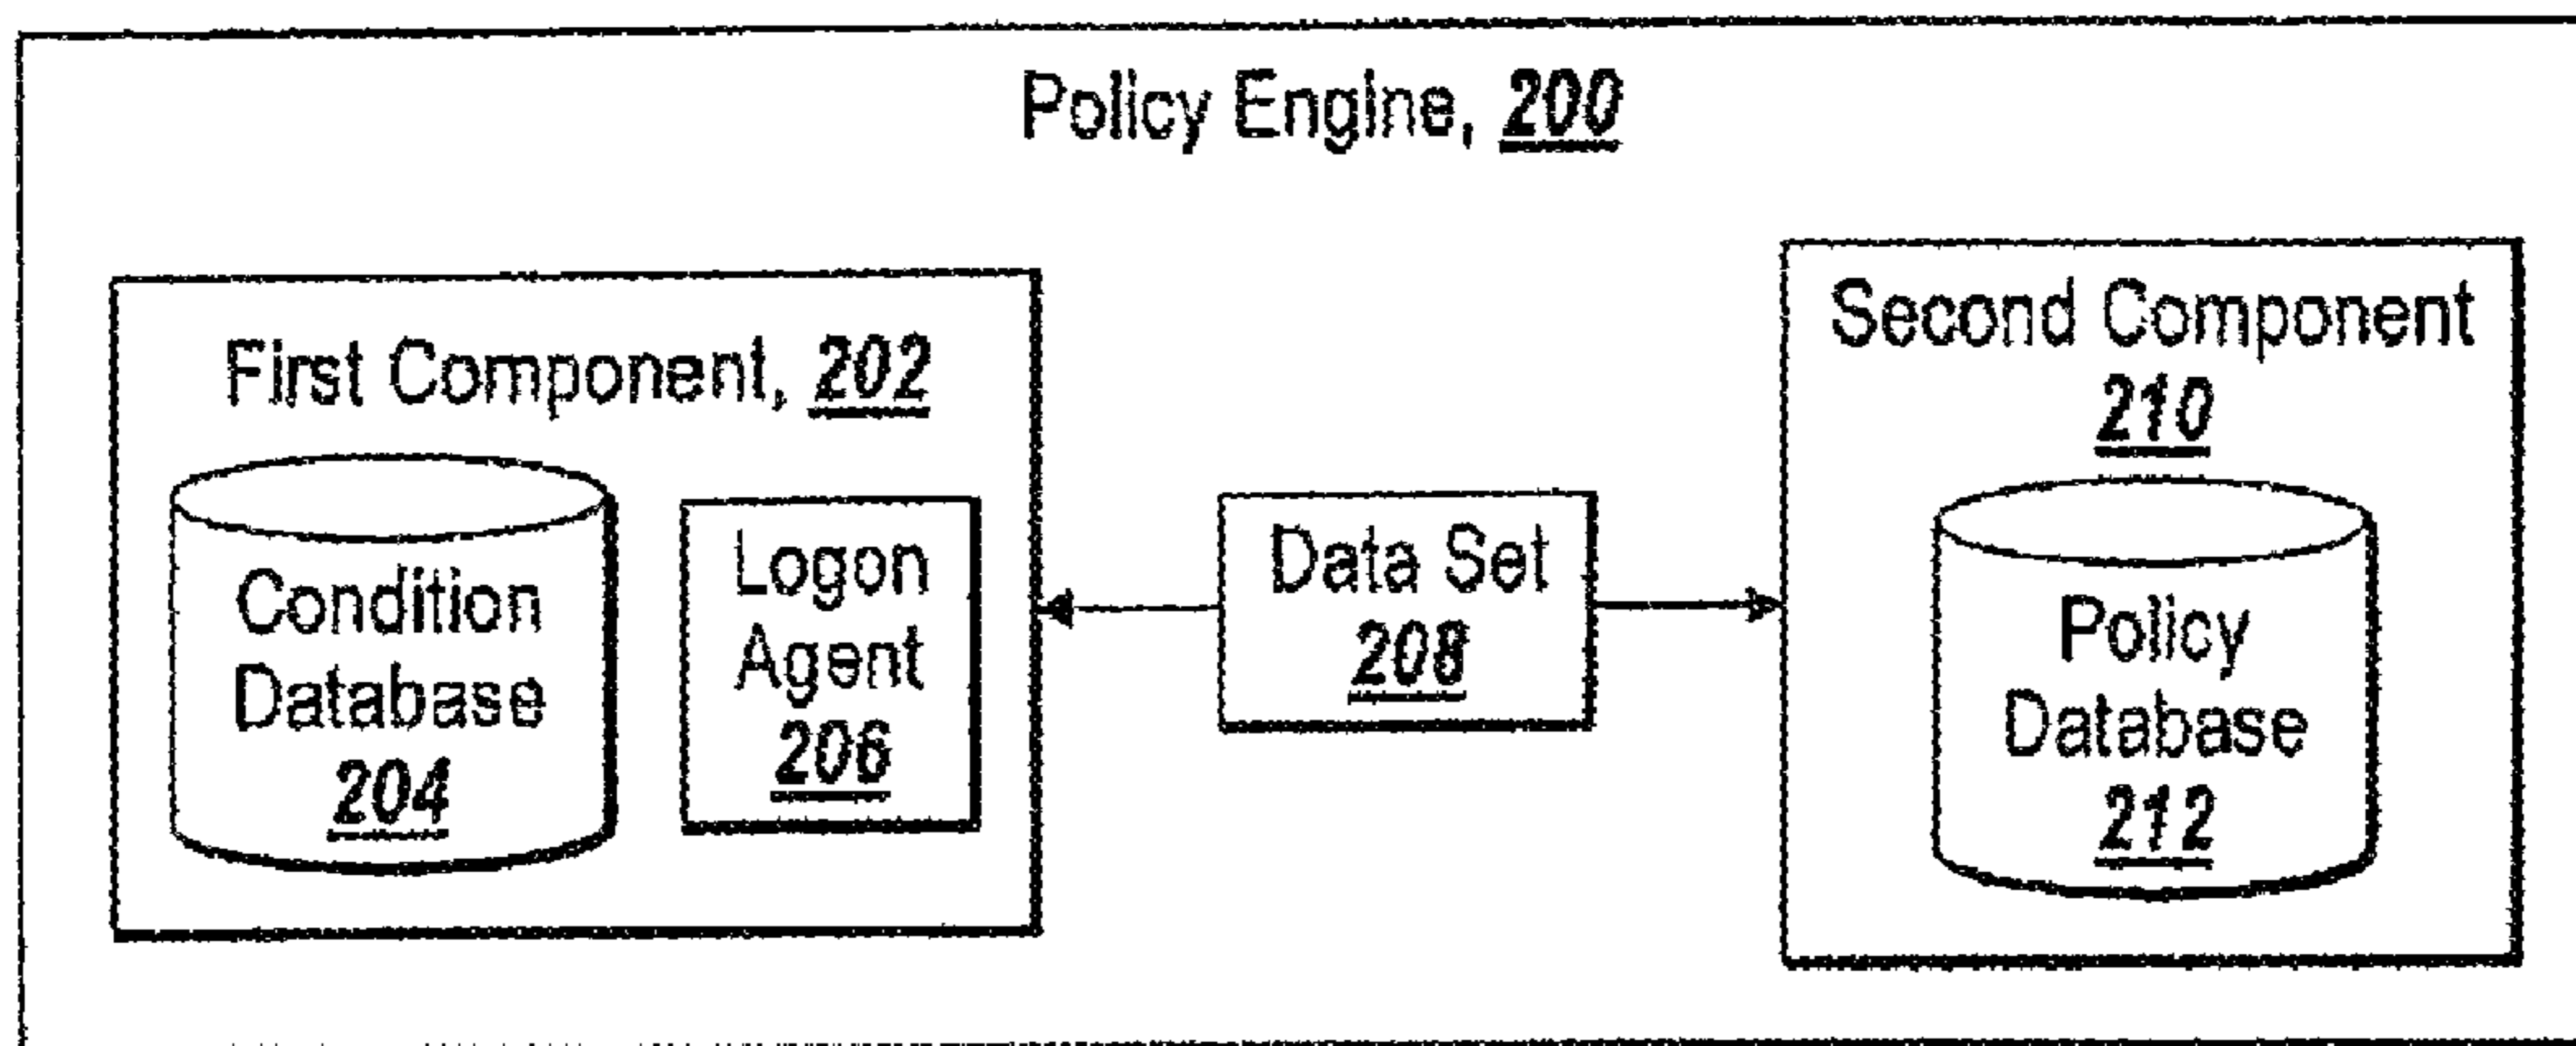 Policy Engine, 200
First Component, 202
Condition
Database
204
Logon
Agent
206
Data Set
208
Second Component
210
Policy
Database
212